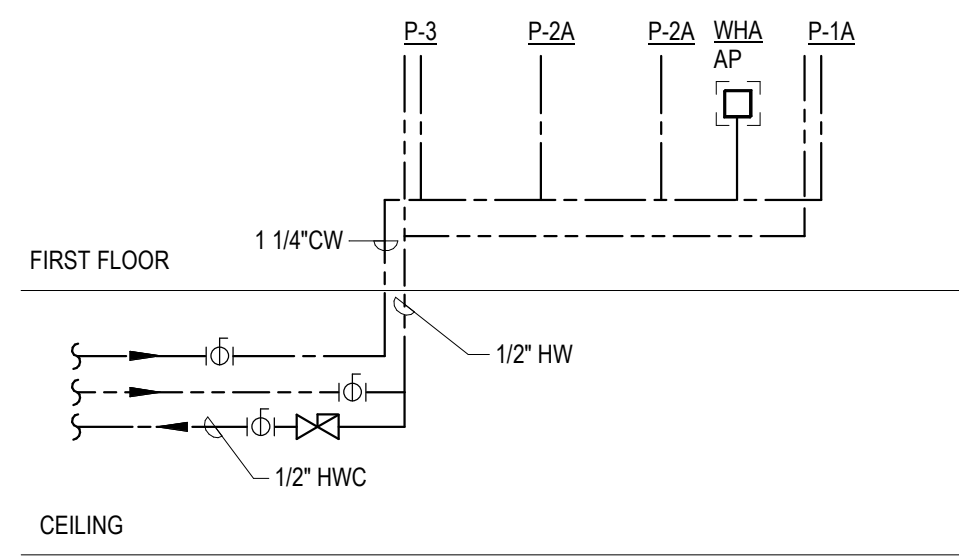 P-3
P-2A
P-2A
WHA
AP
P-1A
1 1/4"CW
FIRST FLOOR
1/2" HW
1/2" HWC
CEILING